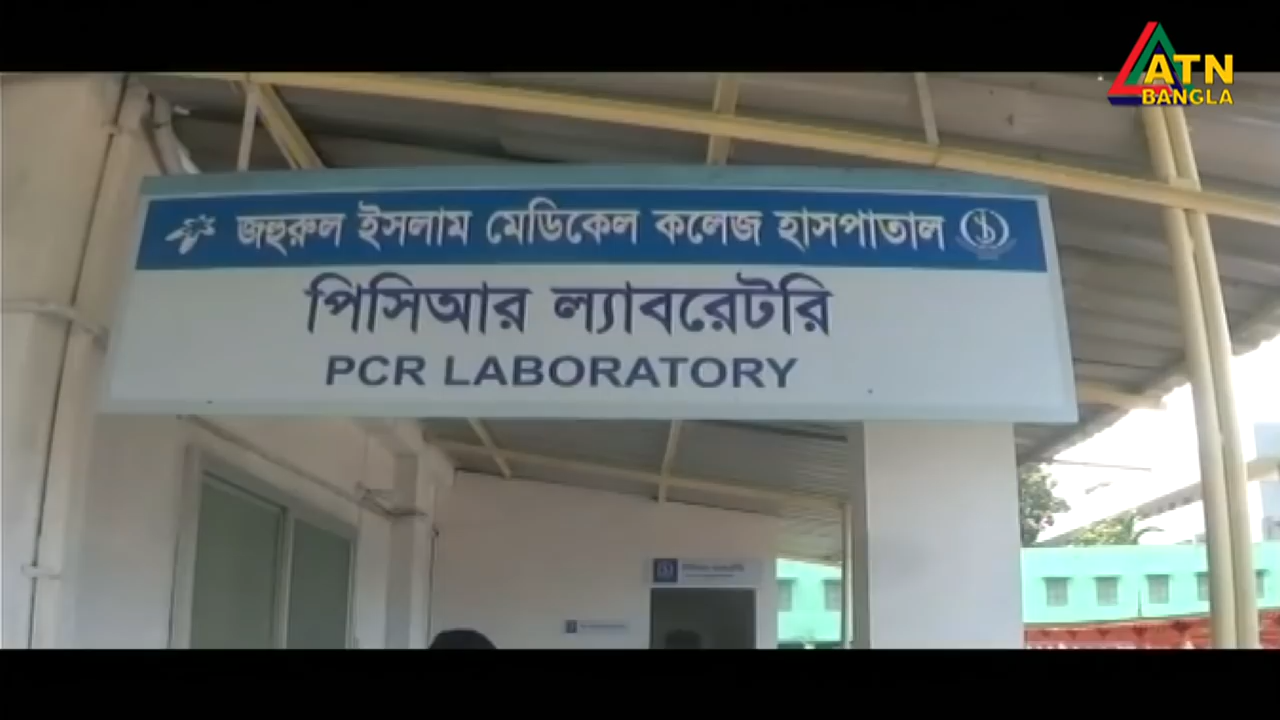 ATN
BANGLA
জহুরুল ইসলাম মেডিকেল কলেজ হাসপাতাল
পিসিআর ল্যাবরেটরি
PCR LABORATORY